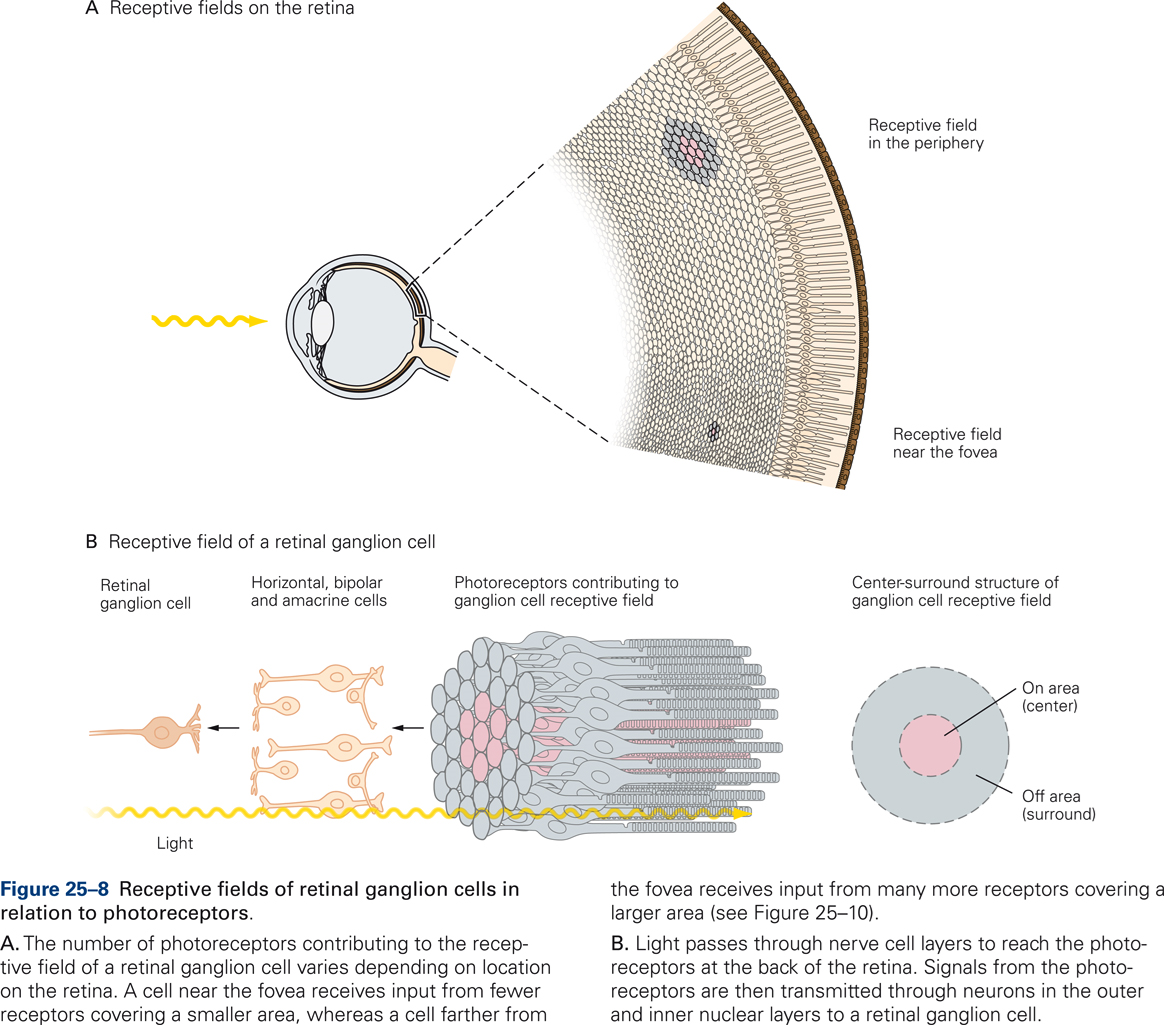 A Receptive fields on the retina
Receptive field
in the periphery
Receptive field
near the fovea
B Receptive field of a retinal ganglion cell
Retinal
ganglion cell
Horizontal, bipolar
and amacrine cells
Photoreceptors contributing to
ganglion cell receptive field
Center-surround structure of
ganglion cell receptive field
On area
(center)
Off area
(surround)
Light
Figure 25–8 Receptive fields of retinal ganglion cells in
relation to photoreceptors.
A. The number of photoreceptors contributing to the recep-
tive field of a retinal ganglion cell varies depending on location
on the retina. A cell near the fovea receives input from fewer
receptors covering a smaller area, whereas a cell farther from
the fovea receives input from many more receptors covering a
larger area (see Figure 25–10).
B. Light passes through nerve cell layers to reach the photo-
receptors at the back of the retina. Signals from the photo-
receptors are then transmitted through neurons in the outer
and inner nuclear layers to a retinal ganglion cell.